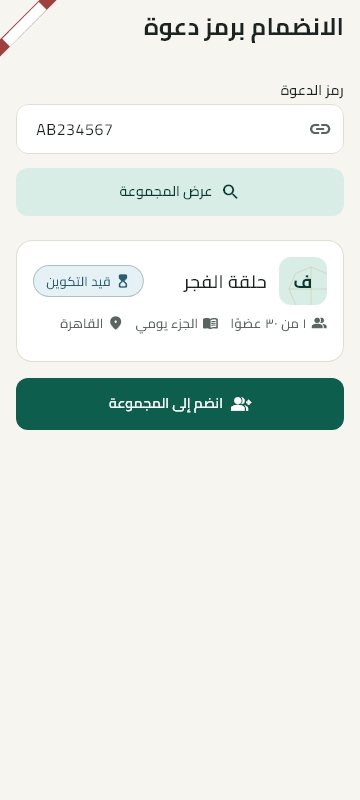 الانضمام برمز دعوة
رمز الدعوة
AB234567
عرض المجموعة
ف
حلقة الفجر
قيد التكوين
١ من ٣٠ عضوًا
الجزء يومي
القاهرة
انضم إلى المجموعة